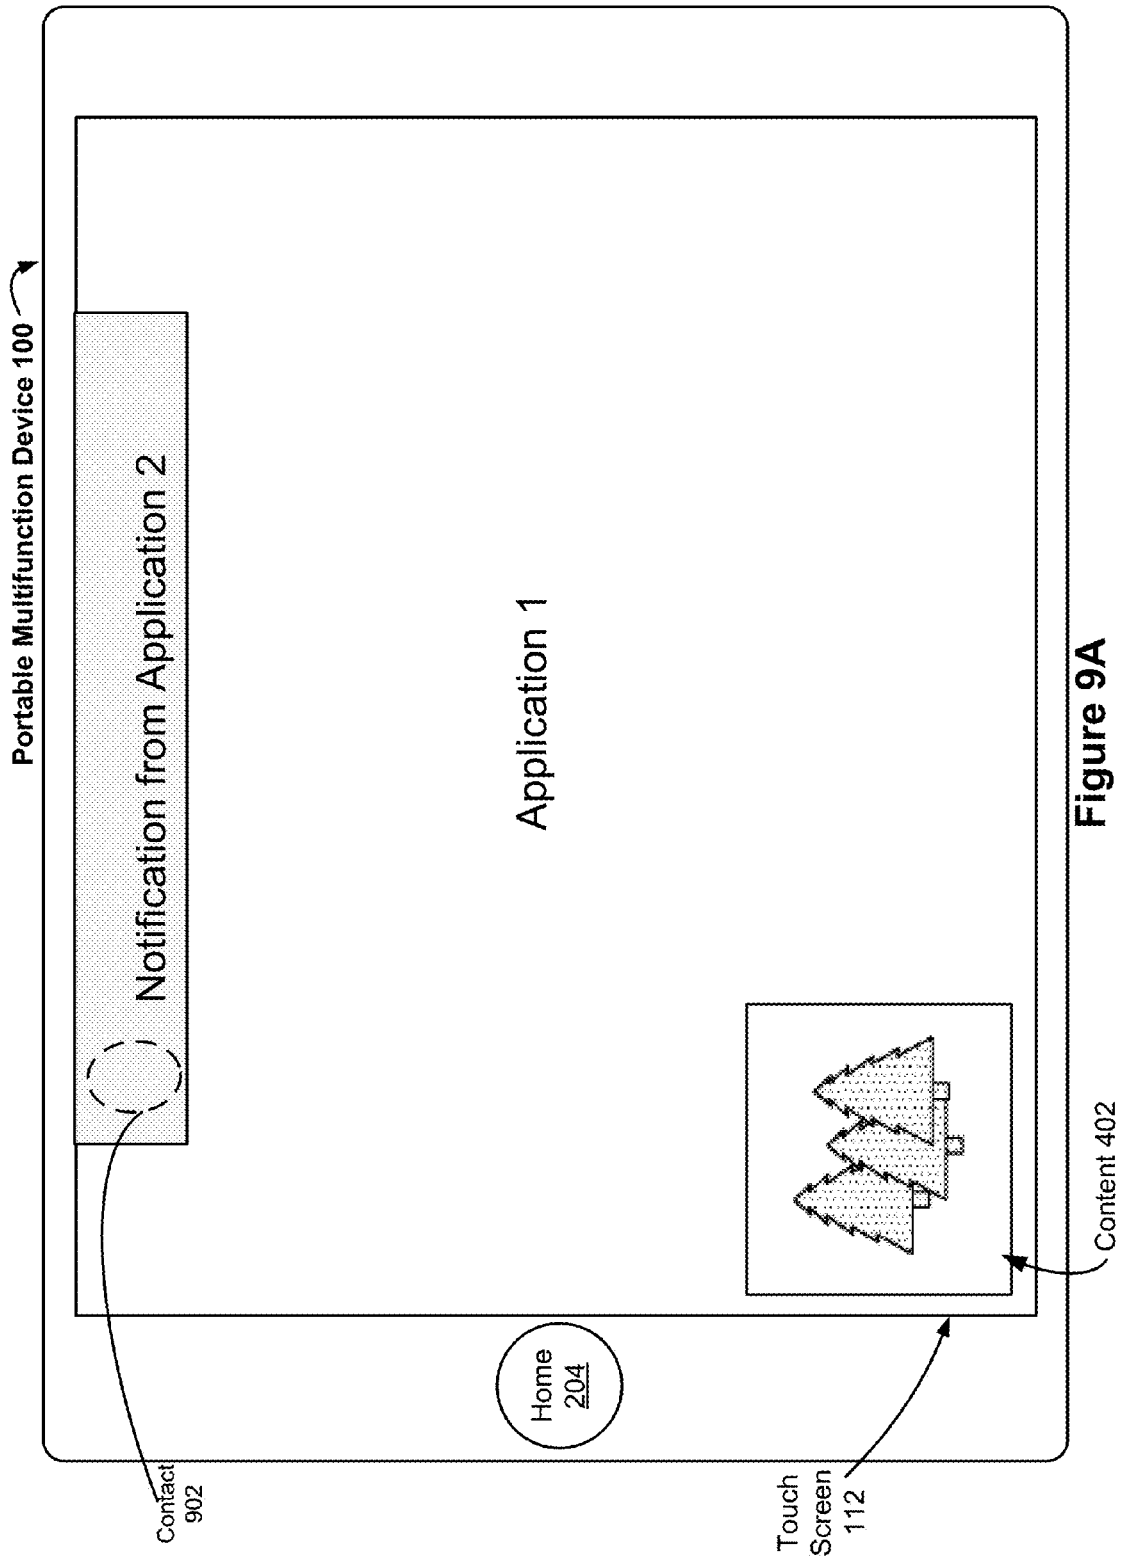 Portable Multifunction Device 100
Notification from Application 2
Contact
902
Application 1
Home
204
Touch
Screen
112
Content 402
Figure 9A